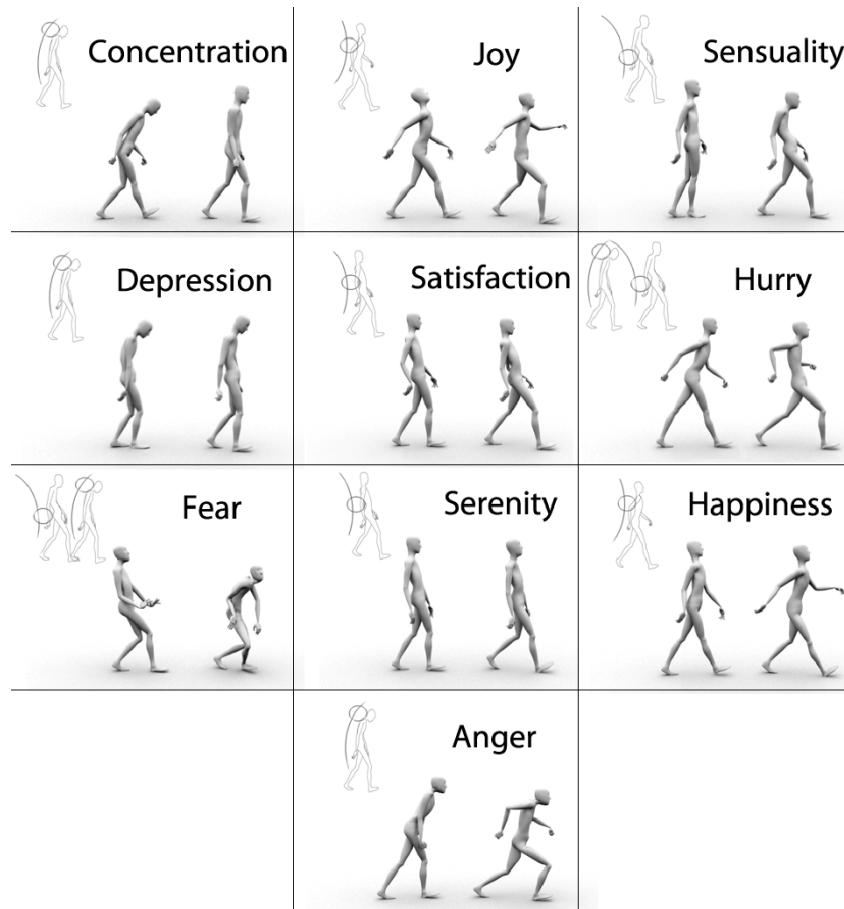 Concentration
Joy
Sensuality
Depression
Satisfaction
Hurry
Fear
Serenity
Happiness
Anger